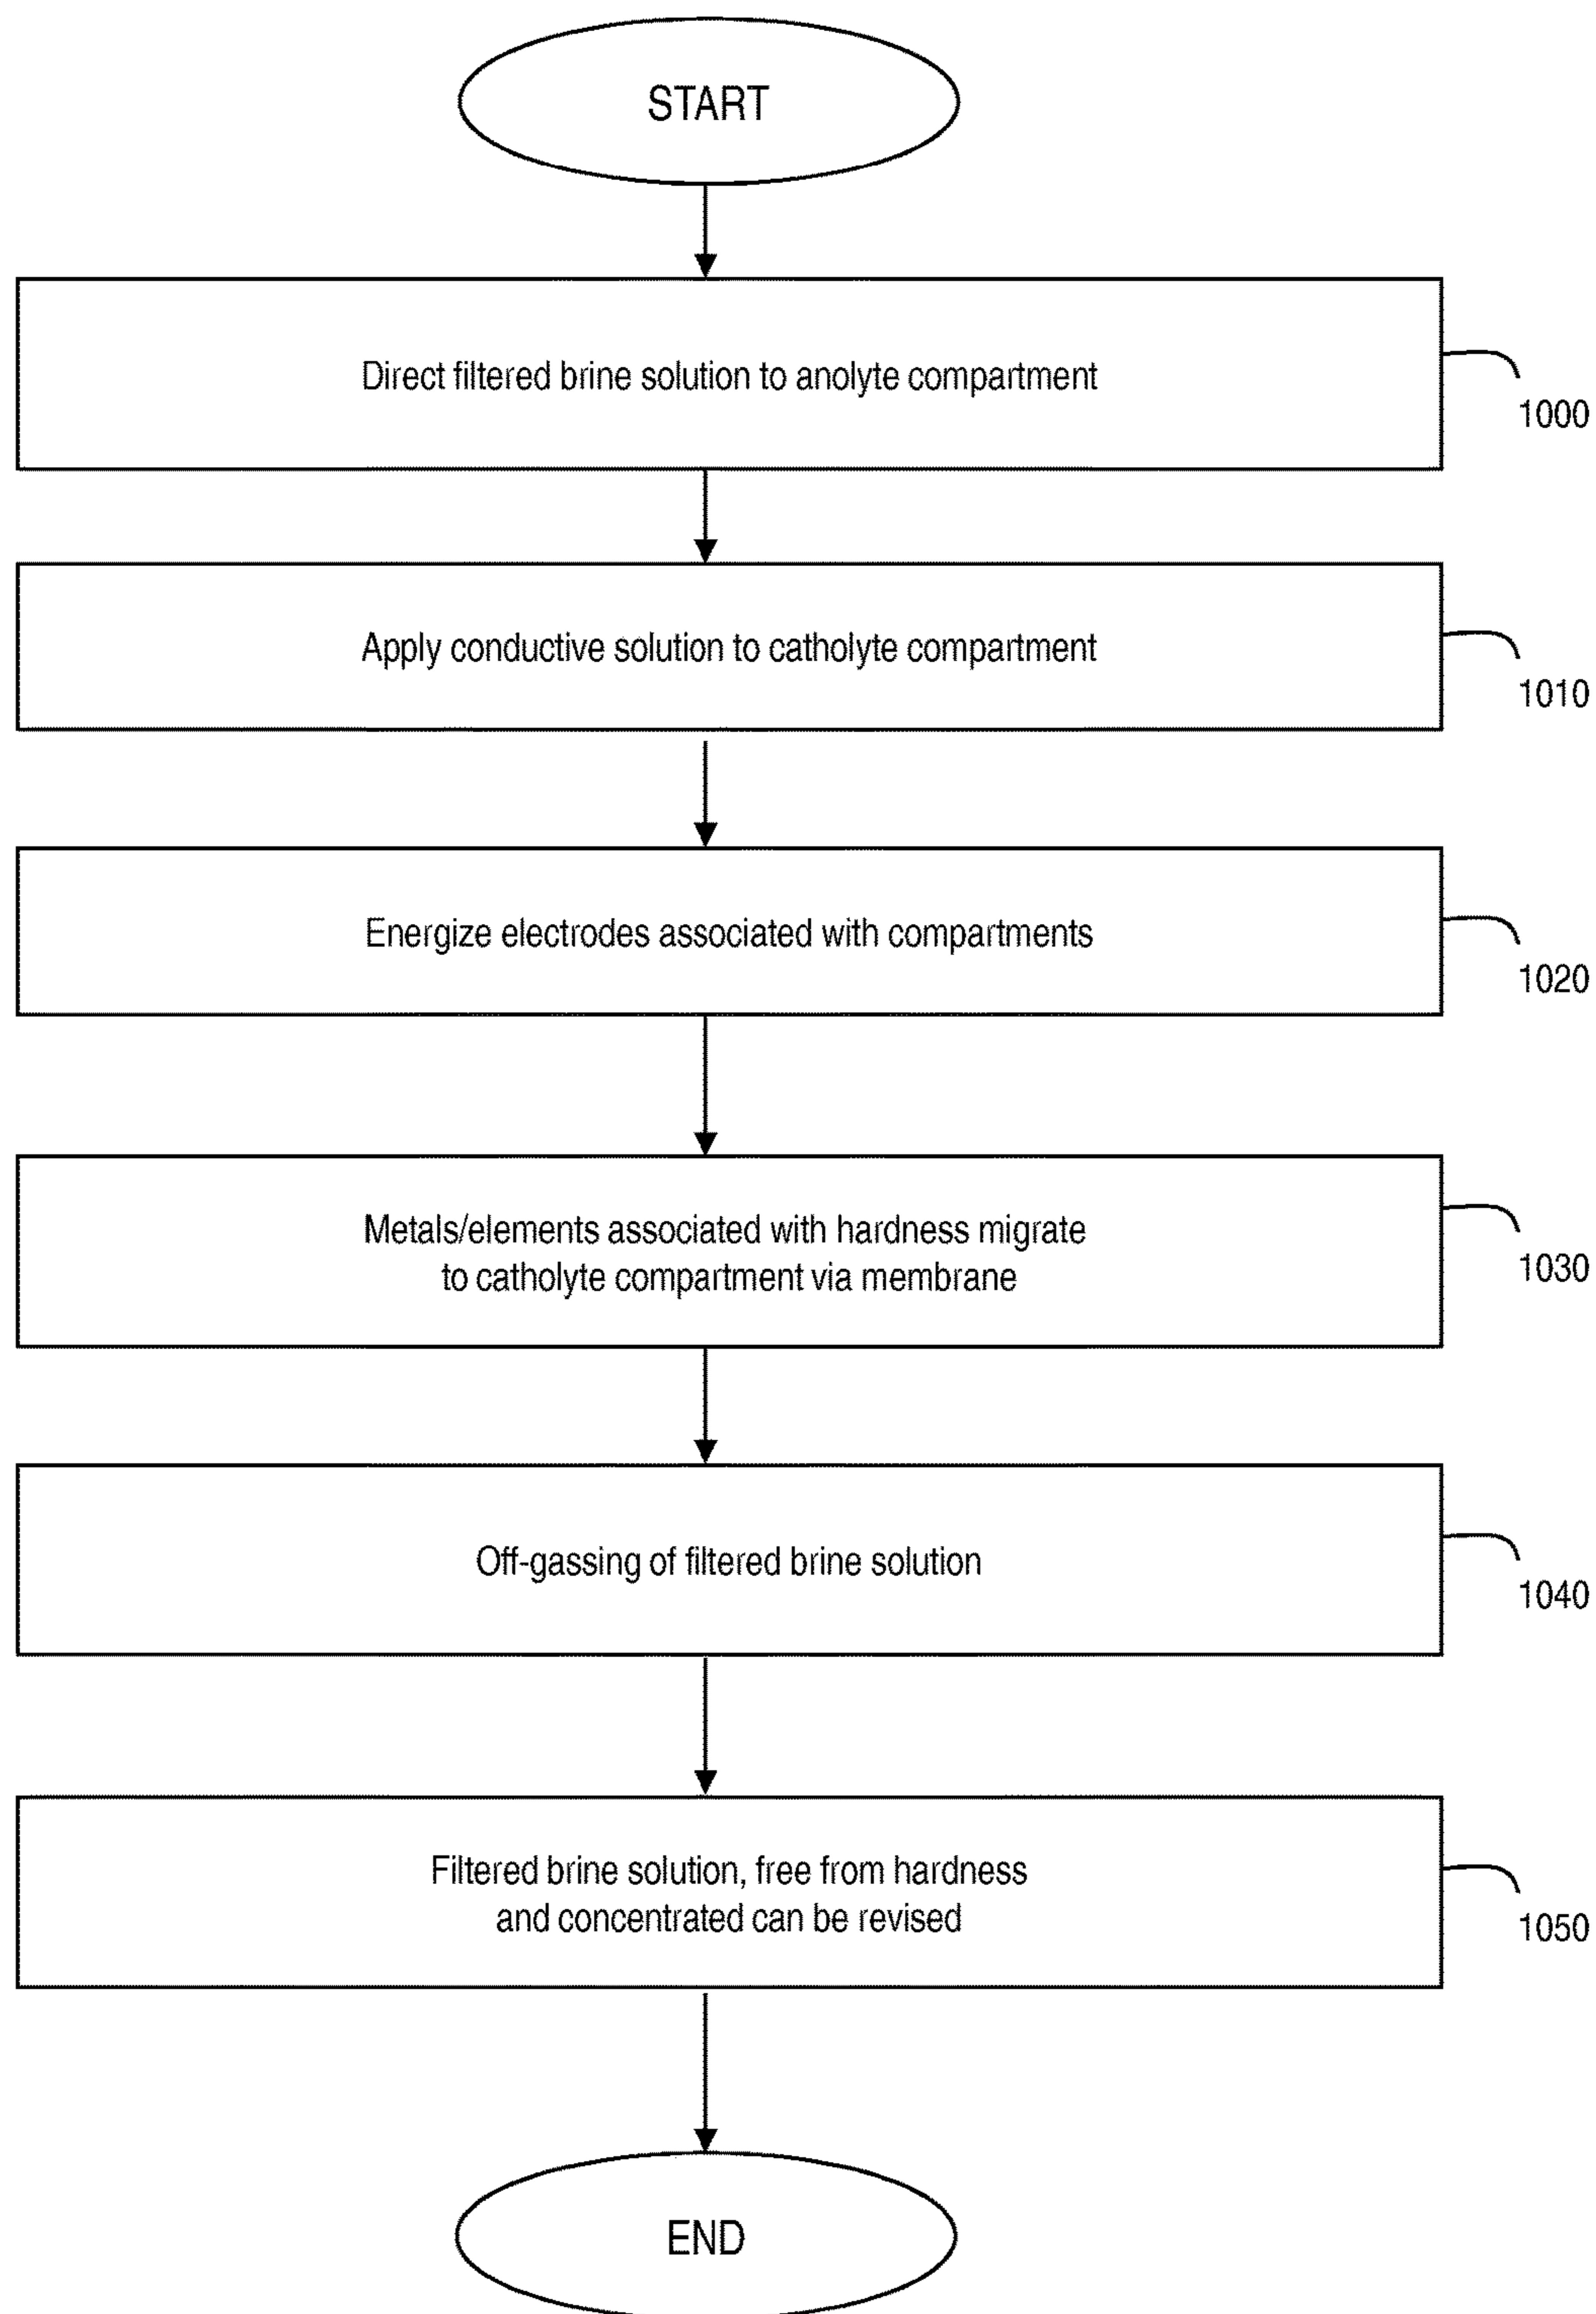 START
Direct filtered brine solution to anolyte compartment
1000
Apply conductive solution to catholyte compartment
1010
Energize electrodes associated with compartments
1020
Metals/elements associated with hardness migrate
to catholyte compartment via membrane
1030
Off-gassing of filtered brine solution
1040
Filtered brine solution, free from hardness
and concentrated can be revised
1050
END